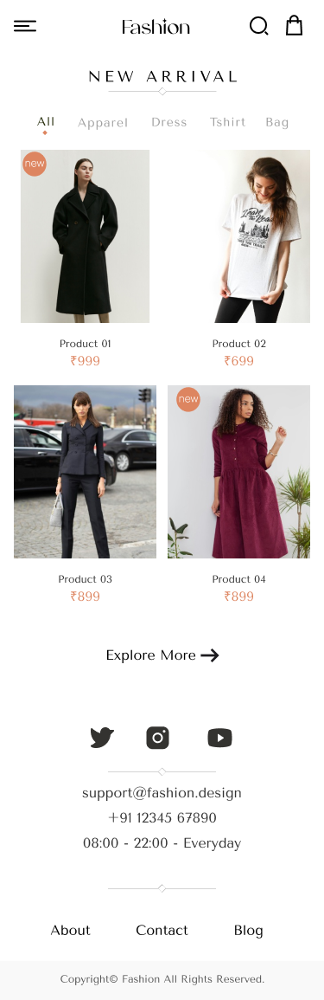 Fashion
NEW ARRIVAL
All Apparel Dress Tshirt Bag
new
Product 01
₹999
Product 02
₹699
new
Product 03
₹899
Product 04
₹899
Explore More
support@fashion.design
+91 12345 67890
08:00 - 22:00 - Everyday
About Contact Blog
Copyright© Fashion All Rights Reserved.